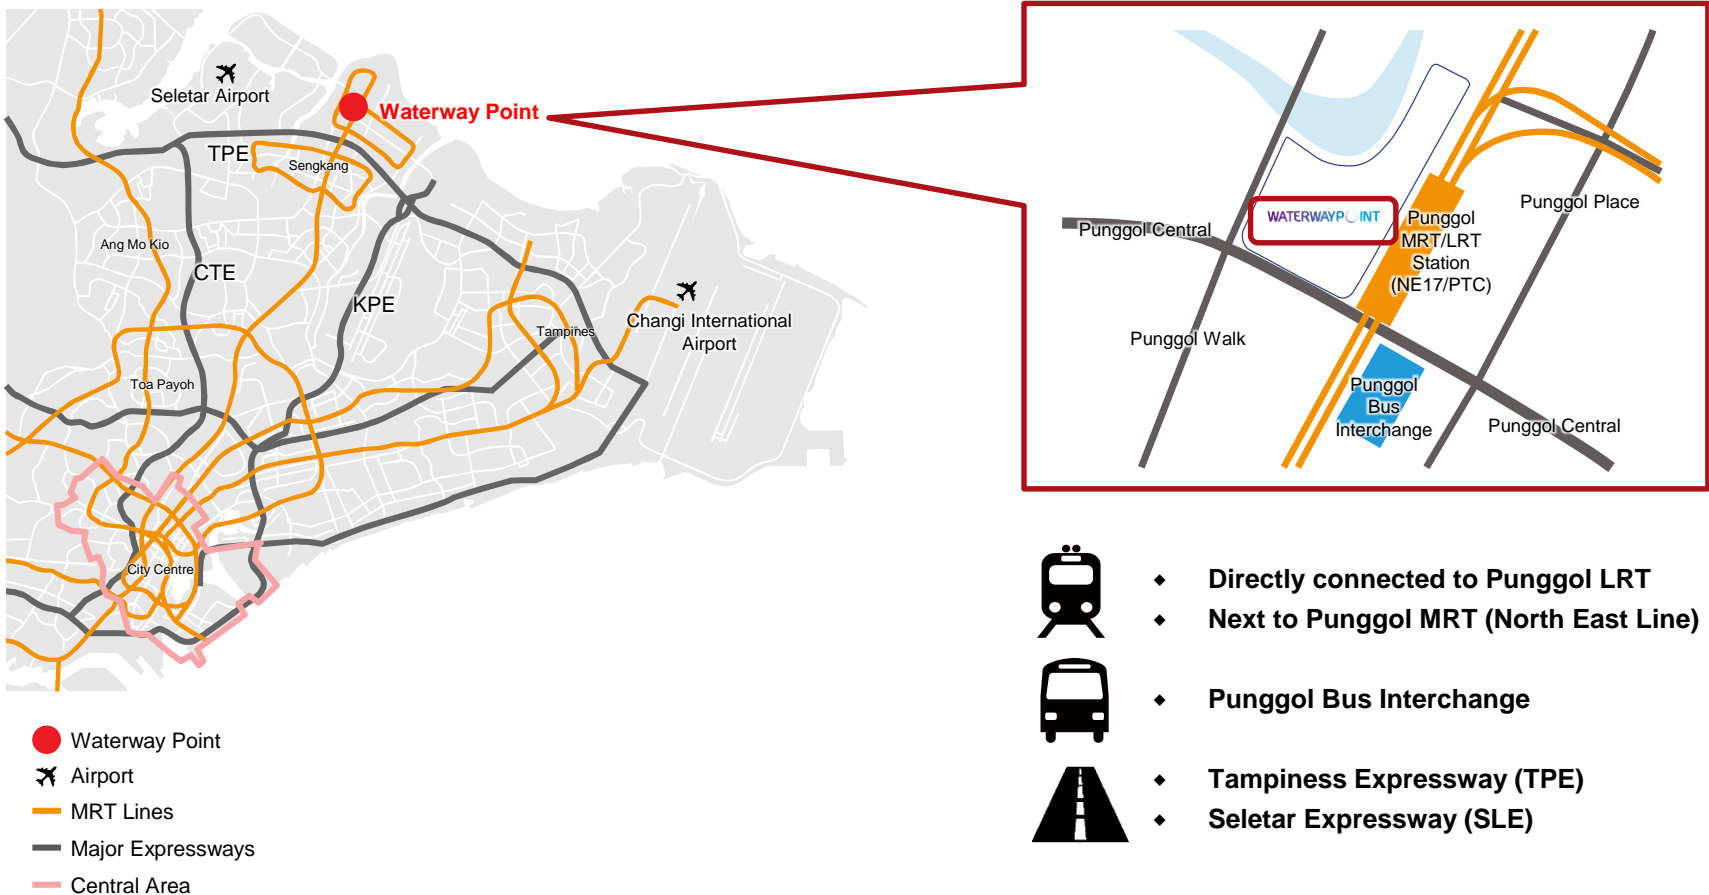 Seletar Airport
Waterway Point
TPE
Sengkang
Ang Mo Kio
CTE
KPE
Changi International
Airport
Tampines
Toa Payoh
City Centre
Waterway Point
Airport
MRT Lines
Major Expressways
Central Area
Punggol Place
WATERWAYPOINT
Punggol Central
Punggol
MRT/LRT
Station
(NE17/PTC)
Punggol Walk
Punggol
Bus
Interchange
Punggol Central
Directly connected to Punggol LRT
Next to Punggol MRT (North East Line)
Punggol Bus Interchange
Tampiness Expressway (TPE)
Seletar Expressway (SLE)